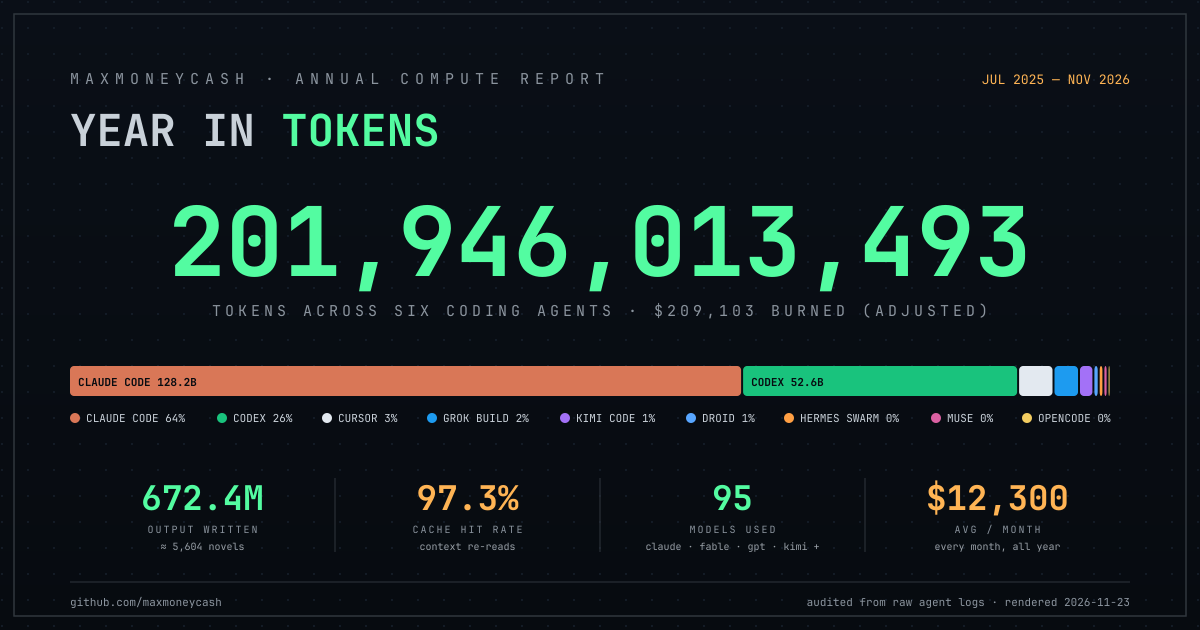 MAXMONEYCASH · ANNUAL COMPUTE REPORT
JUL 2025 — NOV 2026
YEAR IN TOKENS
201,946,013,493
TOKENS ACROSS SIX CODING AGENTS · $209,103 BURNED (ADJUSTED)
CLAUDE CODE 128.2B CODEX 52.6B
CLAUDE CODE 64% CODEX 26% CURSOR 3% GROK BUILD 2% KIMI CODE 1% DROID 1% HERMES SWARM 0% MUSE 0% OPENCODE 0%
672.4M 97.3% 95 $12,300
OUTPUT WRITTEN CACHE HIT RATE MODELS USED AVG / MONTH
≈ 5,604 novels context re-reads claude · fable · gpt · kimi + every month, all year
github.com/maxmoneycash audited from raw agent logs · rendered 2026-11-23